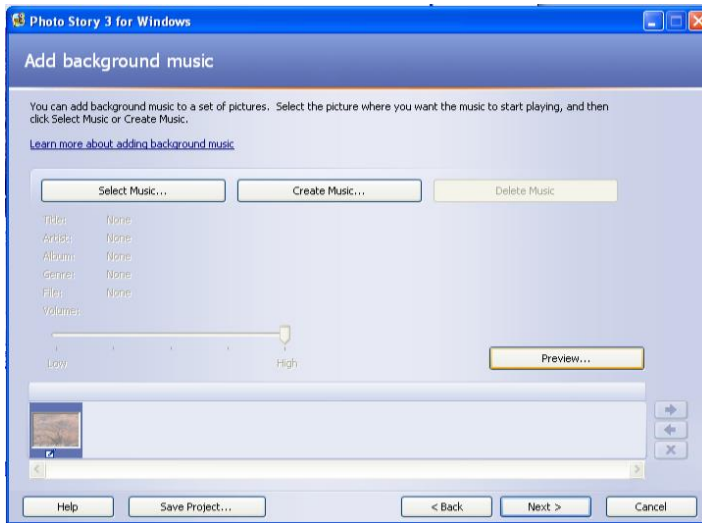 Photo Story 3 for Windows
Add background music
You can add background music to a set of pictures. Select the picture where you want the music to start playing, and then
click Select Music or Create Music.
Learn more about adding background music
Select Music...
Create Music...
Delete Music
Title: None
Artist: None
Album: None
Genre: None
File: None
Volume:
Low High
Preview...
Help
Save Project...
< Back
Next >
Cancel